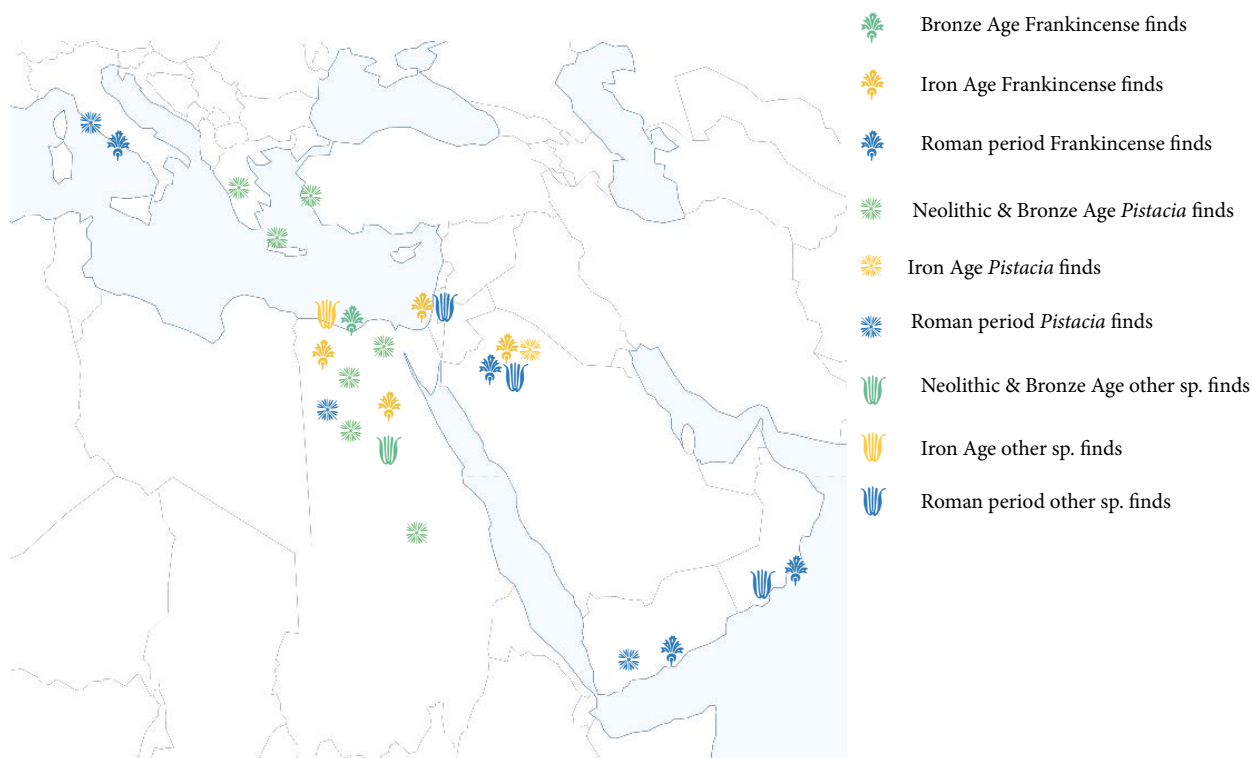 Bronze Age Frankincense finds
Iron Age Frankincense finds
Roman period Frankincense finds
Neolithic & Bronze Age Pistacia finds
Iron Age Pistacia finds
Roman period Pistacia finds
Neolithic & Bronze Age other sp. finds
Iron Age other sp. finds
Roman period other sp. finds